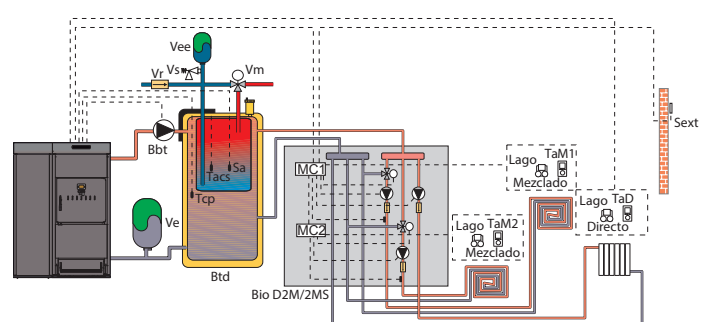 Vee
Vs
Vr
Vm
Bbt
Sext
Lago TaM1
Mezclado
MC1
Tacs
Sa
Tcp
Lago TaD
Directo
Ve
MC2
Lago TaM2
Mezclado
Btd
Bio D2M/2MS